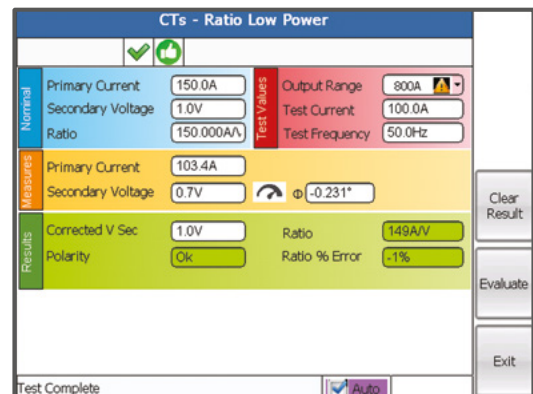 CTs - Ratio Low Power
Nominal
Primary Current 150.0A
Secondary Voltage 1.0V
Ratio 150.000A/V
Test Values
Output Range 800A
Test Current 100.0A
Test Frequency 50.0Hz
Measures
Primary Current 103.4A
Secondary Voltage 0.7V Φ -0.231°
Results
Corrected V Sec 1.0V Ratio 149A/V
Polarity Ok Ratio % Error -1%
Clear
Result
Evaluate
Exit
Test Complete Auto